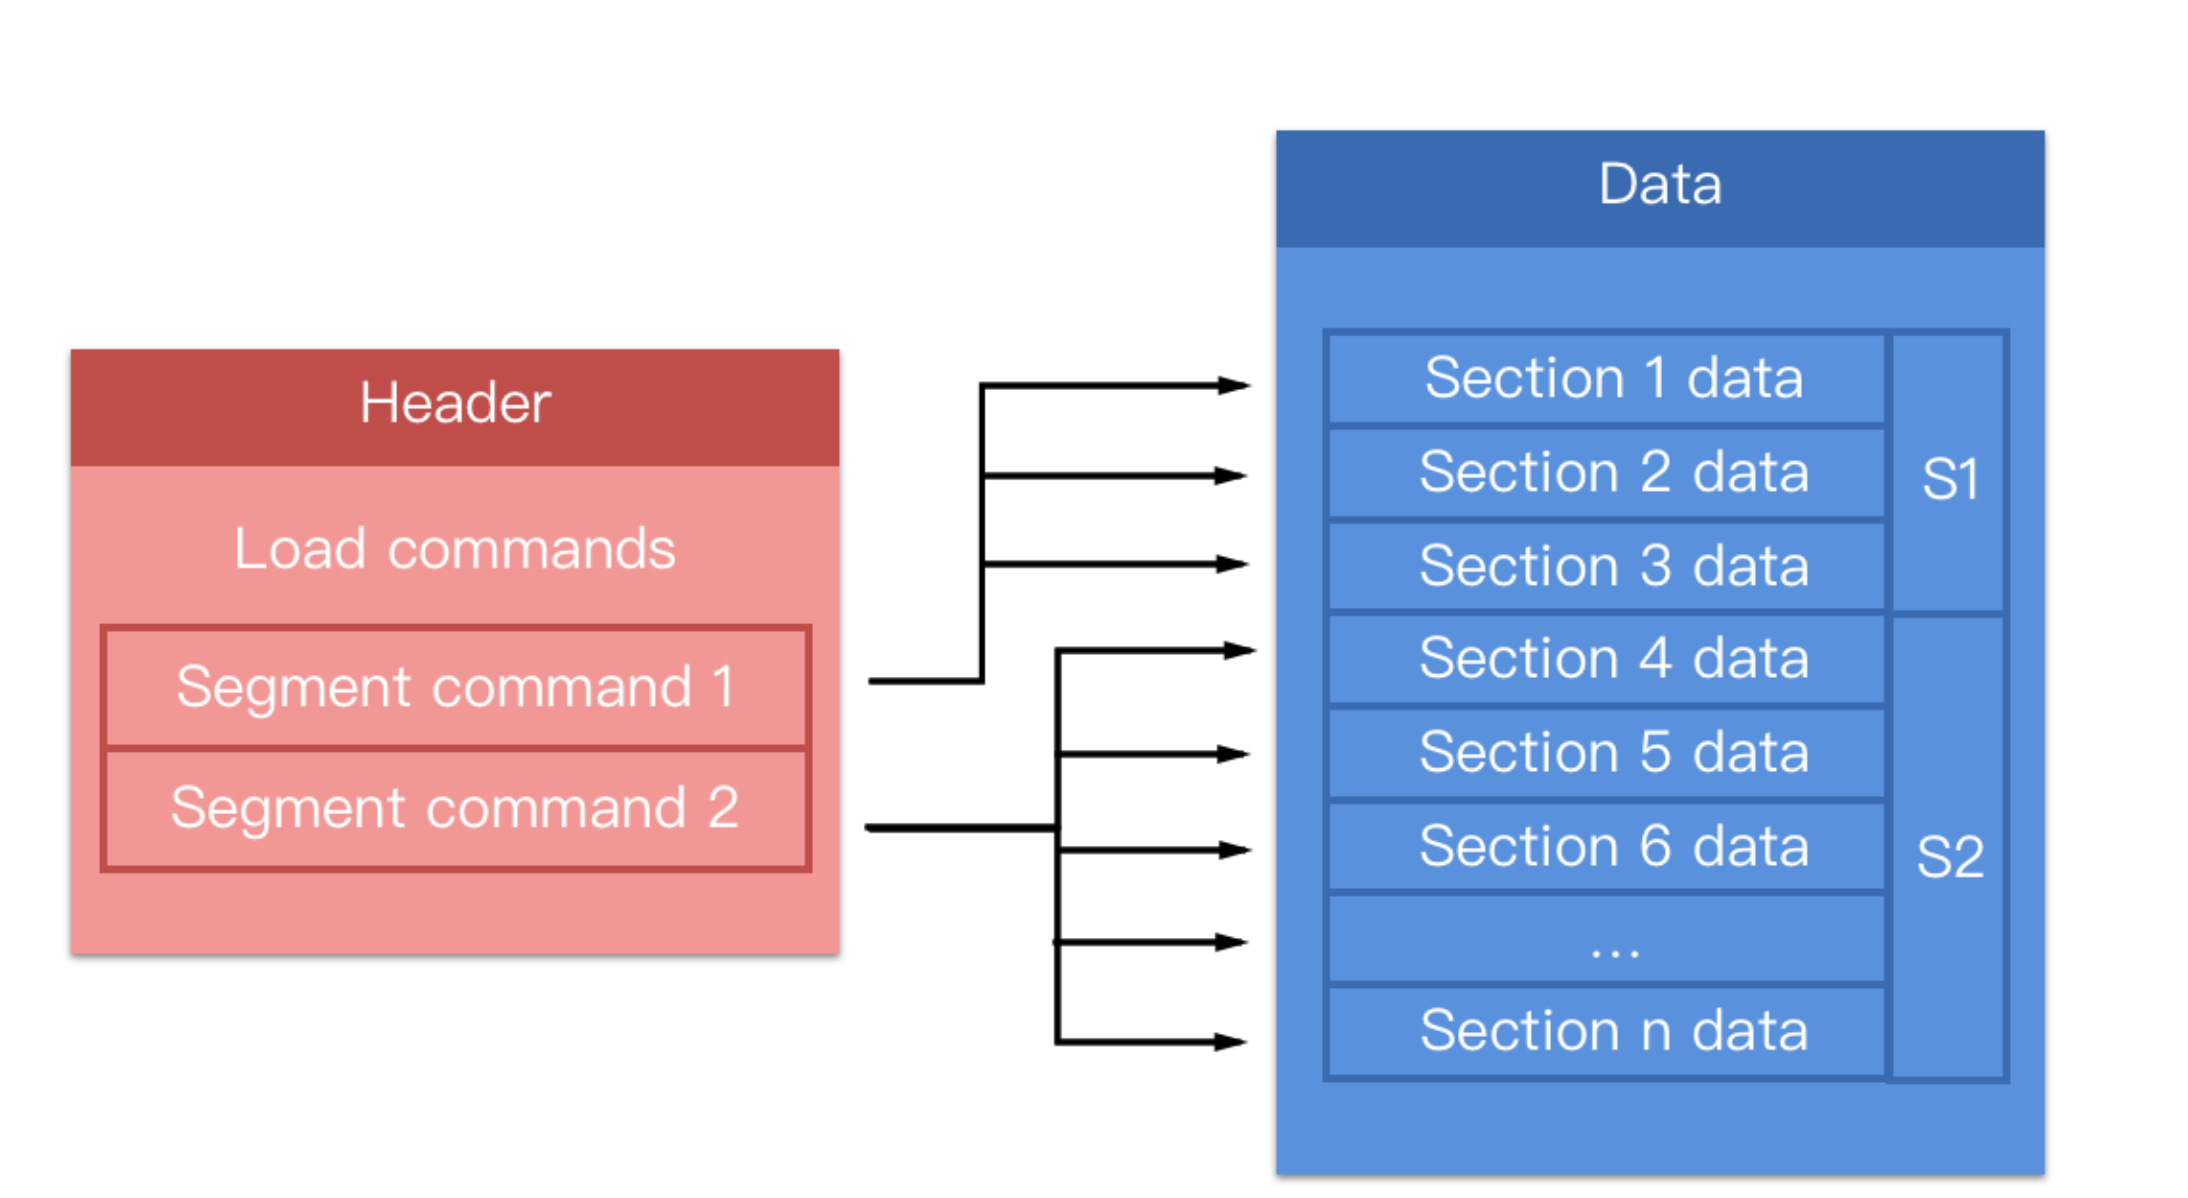 Header
Load commands
Segment command 1
Segment command 2
Data
Section 1 data
Section 2 data
Section 3 data
S1
Section 4 data
Section 5 data
Section 6 data
...
Section n data
S2